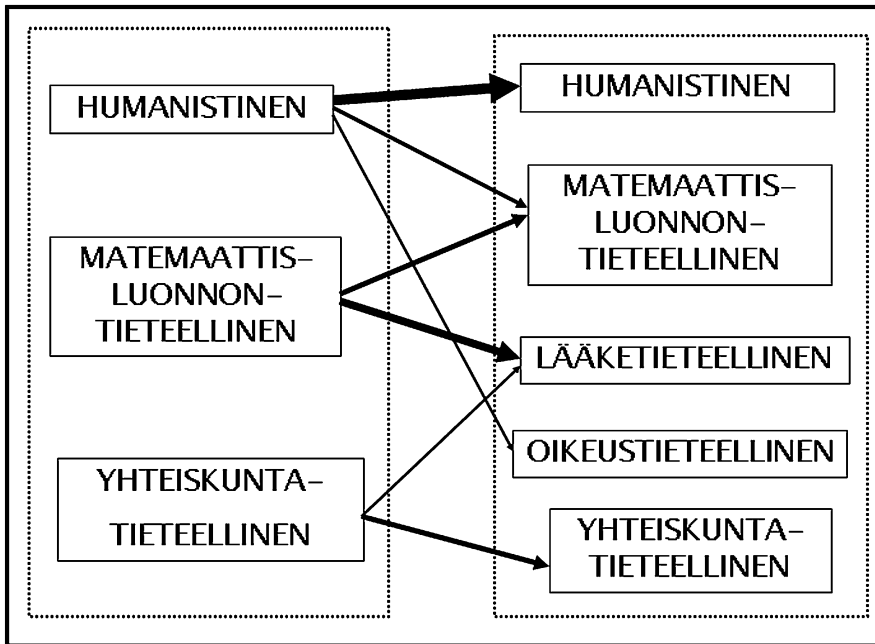 HUMANISTINEN
MATEMAATTIS-
LUONNON-
TIETEELLINEN
YHTEISKUNTA-
TIETEELLINEN
HUMANISTINEN
MATEMAATTIS-
LUONNON-
TIETEELLINEN
LÄÄKETIETEELLINEN
OIKEUSTIETEELLINEN
YHTEISKUNTA-
TIETEELLINEN